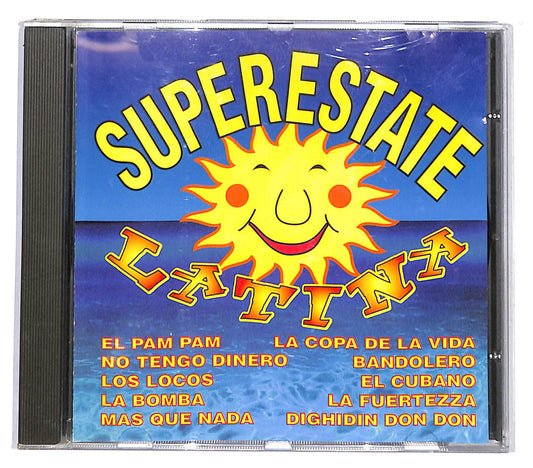 SUPERESTATE
LATINA
EL PAM PAM
NO TENGO DINERO
LOS LOCOS
LA BOMBA
MAS QUE NADA
LA COPA DE LA VIDA
BANDOLERO
EL CUBANO
LA FUERTEZZA
DIGHIDIN DON DON